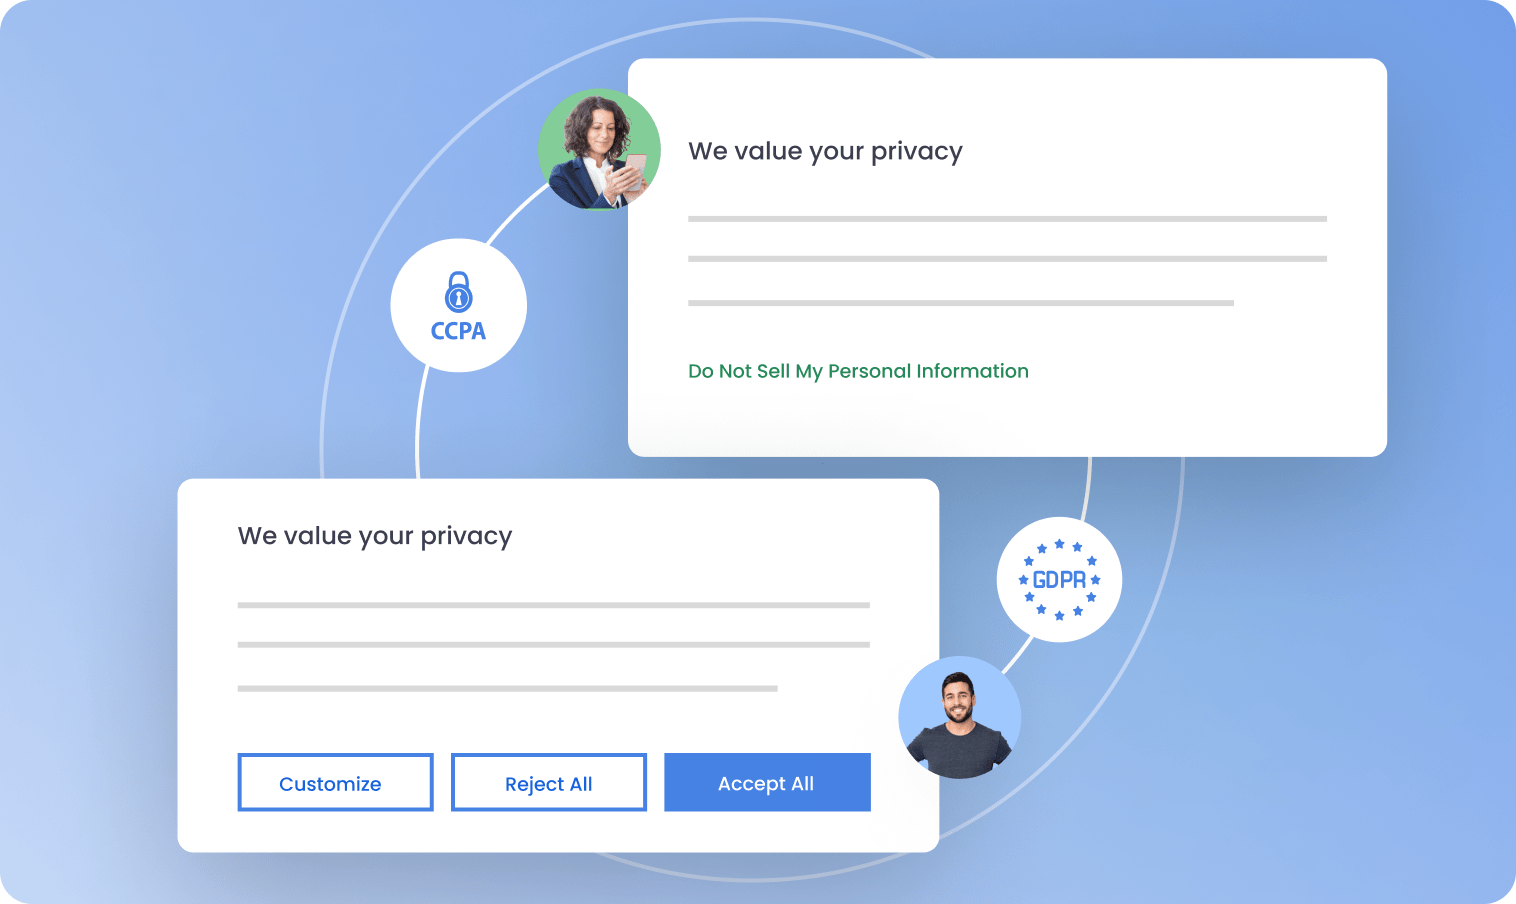 We value your privacy
CCPA
Do Not Sell My Personal Information
We value your privacy
GDPR
Customize
Reject All
Accept All